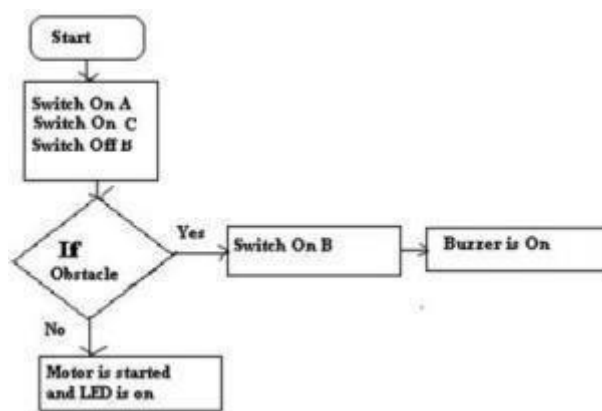 Start
Switch On A
Switch On C
Switch Off B
If
Obstacle
Yes
Switch On B
Buzzer is On
No
Motor is started
and LED is on